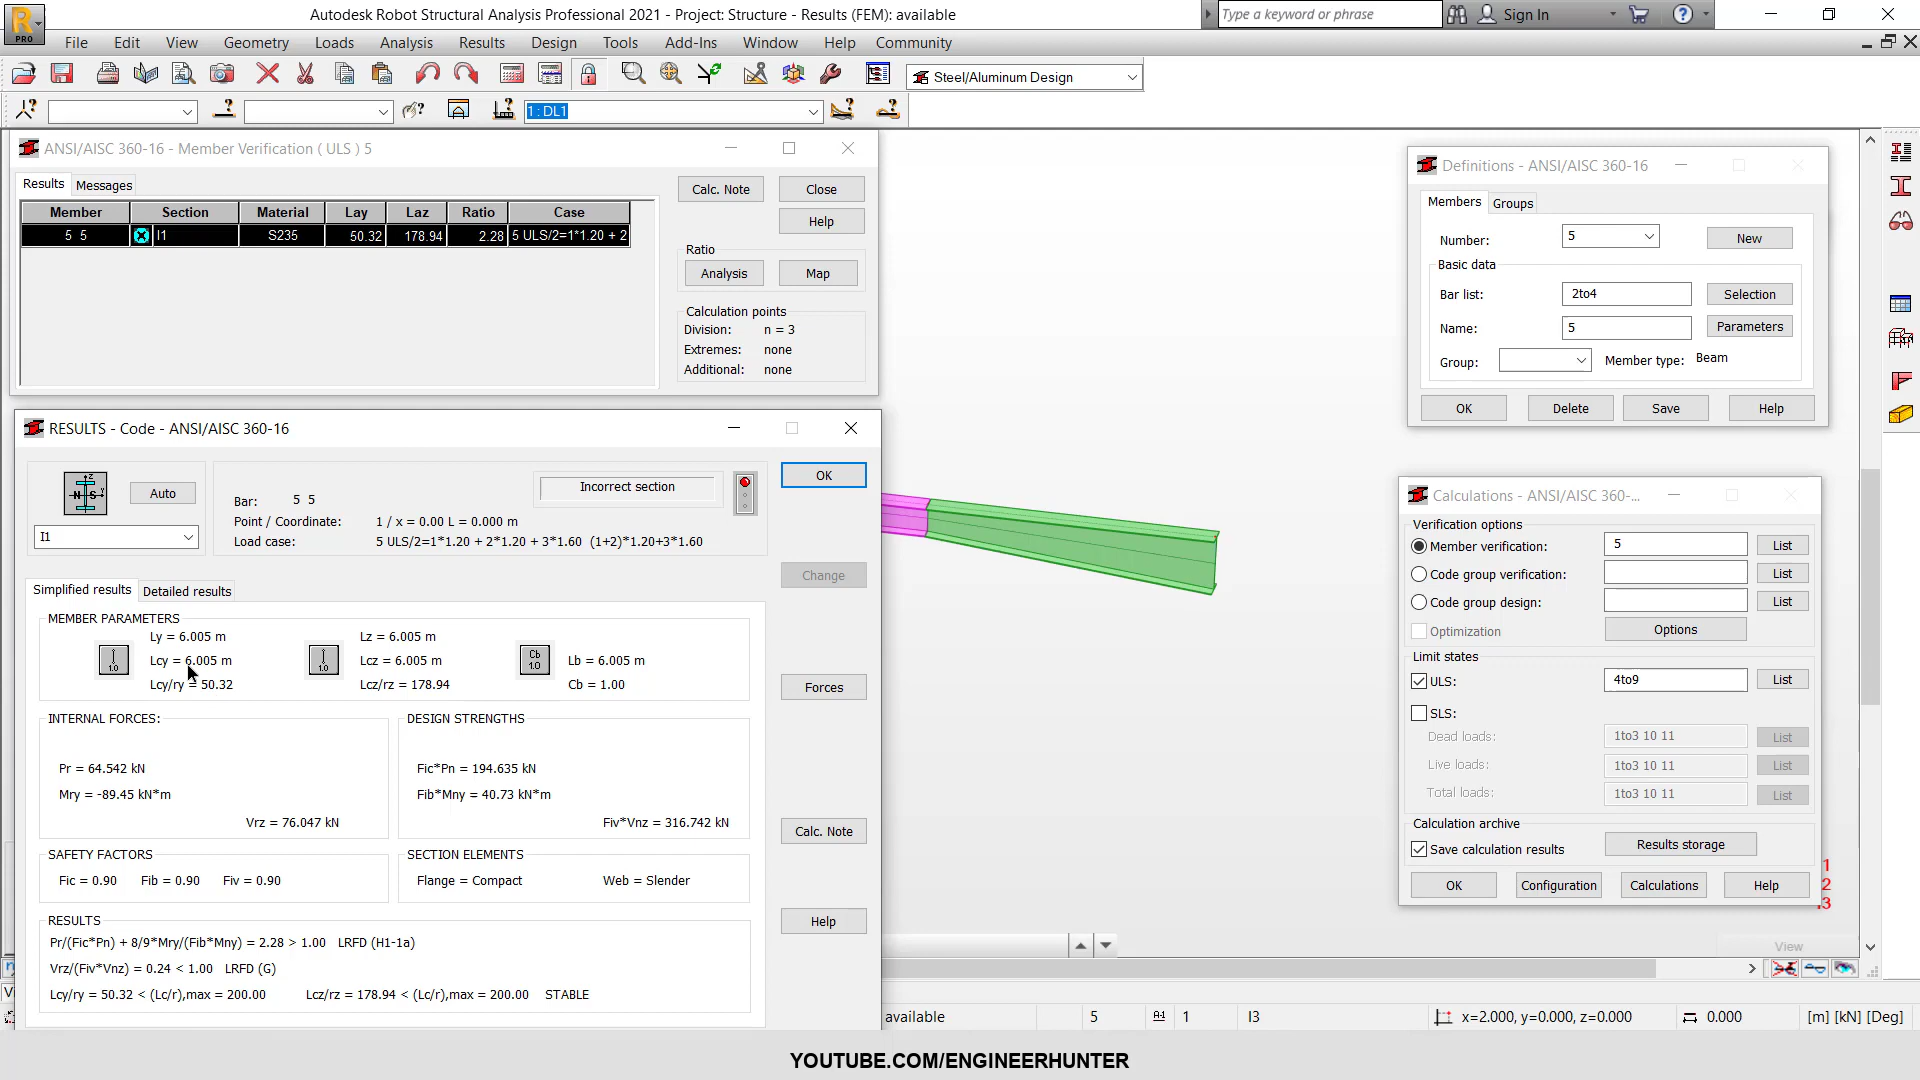 Autodesk Robot Structural Analysis Professional 2021 - Project: Structure - Results (FEM): available
Type a keyword or phrase
Sign In
PRO
File Edit View Geometry Loads Analysis Results Design Tools Add-Ins Window Help Community
Steel/Aluminum Design
1 : DL1
ANSI/AISC 360-16 - Member Verification ( ULS ) 5
Results Messages
Calc. Note Close
Help
Member Section Material Lay Laz Ratio Case
5 5 I1 S235 50.32 178.94 2.28 5 ULS/2=1*1.20 + 2
Ratio
Analysis Map
Calculation points
Division: n = 3
Extremes: none
Additional: none
RESULTS - Code - ANSI/AISC 360-16
Auto
I1
Bar: 5 5
Point / Coordinate: 1 / x = 0.00 L = 0.000 m
Load case: 5 ULS/2=1*1.20 + 2*1.20 + 3*1.60 (1+2)*1.20+3*1.60
Incorrect section
OK
Change
Forces
Calc. Note
Help
Simplified results Detailed results
MEMBER PARAMETERS
Ly = 6.005 m Lz = 6.005 m
Lcy = 6.005 m Lcz = 6.005 m Lb = 6.005 m
Lcy/ry = 50.32 Lcz/rz = 178.94 Cb = 1.00
1.0 1.0 Cb 1.0
INTERNAL FORCES: DESIGN STRENGTHS
Pr = 64.542 kN Fic*Pn = 194.635 kN
Mry = -89.45 kN*m Fib*Mny = 40.73 kN*m
Vrz = 76.047 kN Fiv*Vnz = 316.742 kN
SAFETY FACTORS SECTION ELEMENTS
Fic = 0.90 Fib = 0.90 Fiv = 0.90 Flange = Compact Web = Slender
RESULTS
Pr/(Fic*Pn) + 8/9*Mry/(Fib*Mny) = 2.28 > 1.00 LRFD (H1-1a)
Vrz/(Fiv*Vnz) = 0.24 < 1.00 LRFD (G)
Lcy/ry = 50.32 < (Lc/r),max = 200.00 Lcz/rz = 178.94 < (Lc/r),max = 200.00 STABLE
Definitions - ANSI/AISC 360-16
Members Groups
Number: 5 New
Basic data
Bar list: 2to4 Selection
Name: 5 Parameters
Group: Member type: Beam
OK Delete Save Help
Calculations - ANSI/AISC 360-...
Verification options
Member verification: 5 List
Code group verification: List
Code group design: List
Optimization Options
Limit states
ULS: 4to9 List
SLS:
Dead loads: 1to3 10 11 List
Live loads: 1to3 10 11 List
Total loads: 1to3 10 11 List
Calculation archive
Save calculation results Results storage
OK Configuration Calculations Help
View
available 5 1 I3 x=2.000, y=0.000, z=0.000 0.000 [m] [kN] [Deg]
YOUTUBE.COM/ENGINEERHUNTER